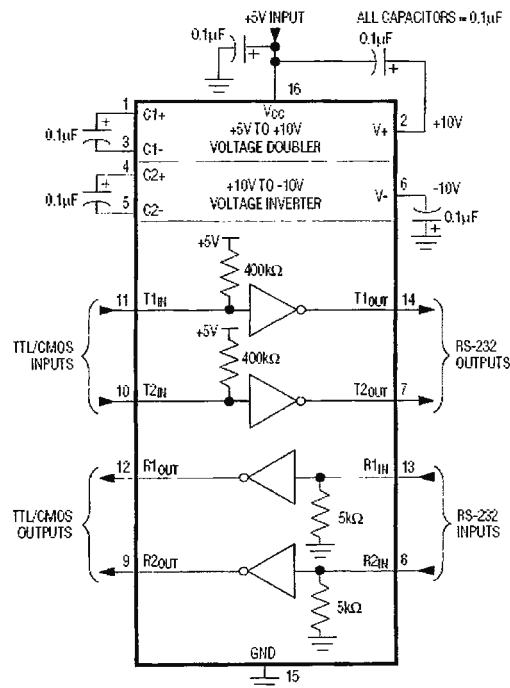 +5V INPUT
ALL CAPACITORS = 0.1µF
0.1µF
+
0.1µF
+
16
VCC
1
C1+
+5V TO +10V
VOLTAGE DOUBLER
V+
2
+10V
0.1µF
+
3
C1-
4
C2+
+10V TO -10V
VOLTAGE INVERTER
V-
6
-10V
0.1µF
+
5
C2-
0.1µF
+
+5V
400kΩ
11
T1IN
T1OUT
14
TTL/CMOS
INPUTS
+5V
400kΩ
RS-232
OUTPUTS
10
T2IN
T2OUT
7
12
R1OUT
R1IN
13
TTL/CMOS
OUTPUTS
5kΩ
RS-232
INPUTS
9
R2OUT
R2IN
6
5kΩ
GND
15